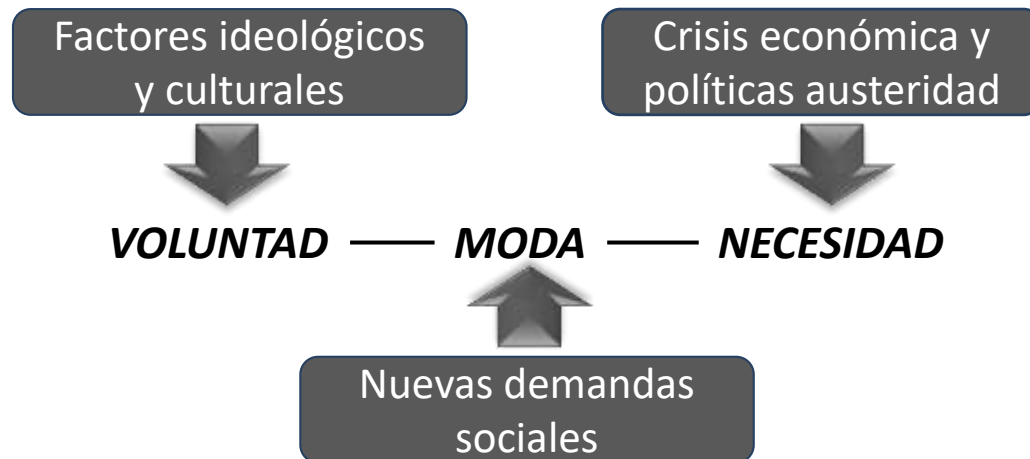 Factores ideológicos
y culturales
Crisis económica y
políticas austeridad
VOLUNTAD
MODA
NECESIDAD
Nuevas demandas
sociales